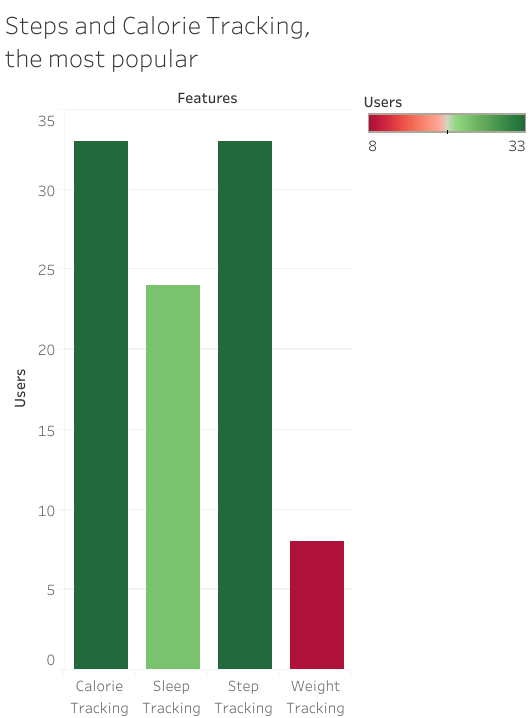 Steps and Calorie Tracking,
the most popular
Features
Users
8 33
35
30
25
20
15
10
5
0
Users
Calorie Tracking
Sleep Tracking
Step Tracking
Weight Tracking